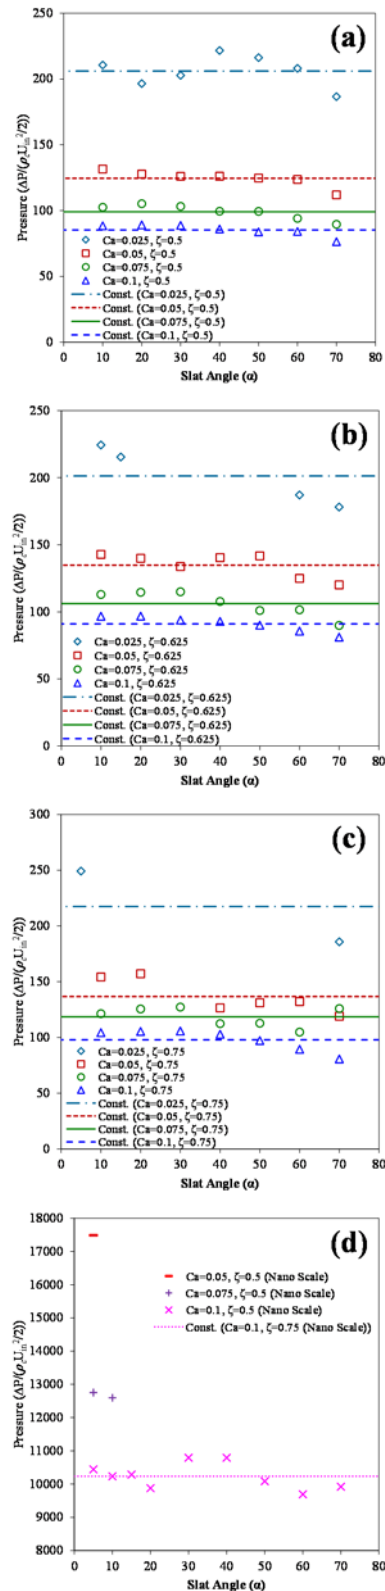 (a)
250
200
150
100
50
0
Pressure (ΔP/(ρcUin²/2))
Ca=0.025, ζ=0.5
Ca=0.05, ζ=0.5
Ca=0.075, ζ=0.5
Ca=0.1, ζ=0.5
Const. (Ca=0.025, ζ=0.5)
Const. (Ca=0.05, ζ=0.5)
Const. (Ca=0.075, ζ=0.5)
Const. (Ca=0.1, ζ=0.5)
0 10 20 30 40 50 60 70 80
Slat Angle (α)
(b)
250
200
150
100
50
0
Pressure (ΔP/(ρcUin²/2))
Ca=0.025, ζ=0.625
Ca=0.05, ζ=0.625
Ca=0.075, ζ=0.625
Ca=0.1, ζ=0.625
Const. (Ca=0.025, ζ=0.625)
Const. (Ca=0.05, ζ=0.625)
Const. (Ca=0.075, ζ=0.625)
Const. (Ca=0.1, ζ=0.625)
0 10 20 30 40 50 60 70 80
Slat Angle (α)
(c)
300
250
200
150
100
50
0
Pressure (ΔP/(ρcUin²/2))
Ca=0.025, ζ=0.75
Ca=0.05, ζ=0.75
Ca=0.075, ζ=0.75
Ca=0.1, ζ=0.75
Const. (Ca=0.025, ζ=0.75)
Const. (Ca=0.05, ζ=0.75)
Const. (Ca=0.075, ζ=0.75)
Const. (Ca=0.1, ζ=0.75)
0 10 20 30 40 50 60 70 80
Slat Angle (α)
(d)
18000
17000
16000
15000
14000
13000
12000
11000
10000
9000
8000
Pressure (ΔP/(ρcUin²/2))
Ca=0.05, ζ=0.5 (Nano Scale)
Ca=0.075, ζ=0.5 (Nano Scale)
Ca=0.1, ζ=0.5 (Nano Scale)
Const. (Ca=0.1, ζ=0.75 (Nano Scale))
0 10 20 30 40 50 60 70 80
Slat Angle (α)